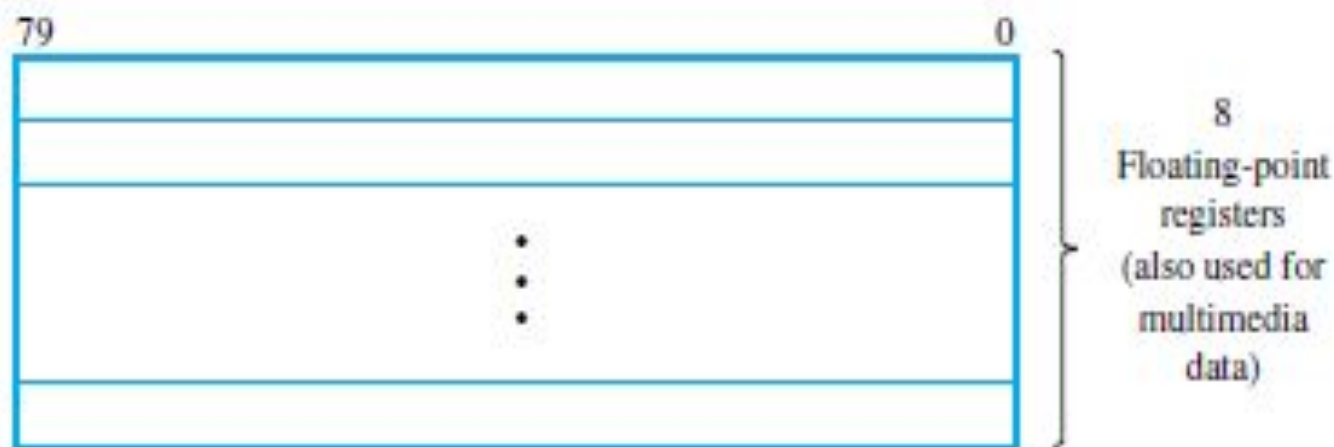 79 0
8
Floating-point
registers
(also used for
multimedia
data)